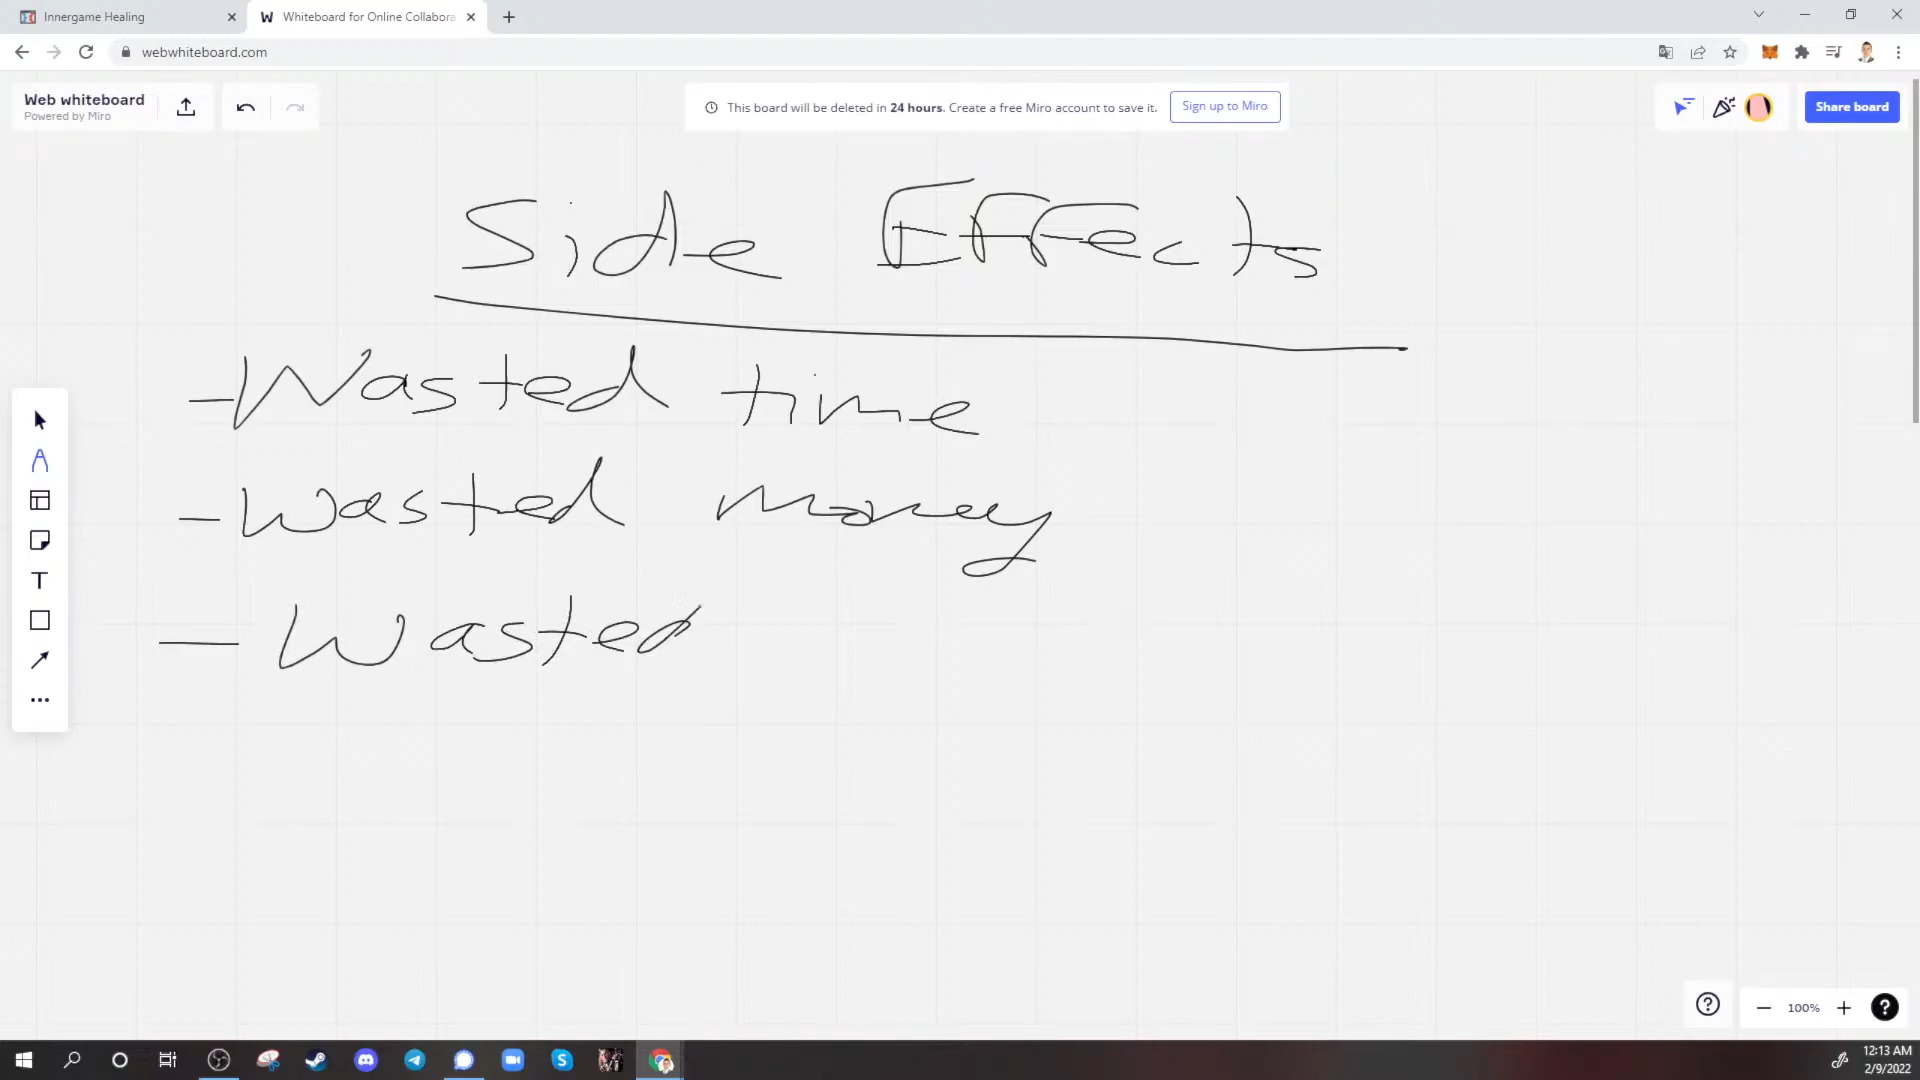 Innergame Healing
Whiteboard for Online Collabora
webwhiteboard.com
Web whiteboard
Powered by Miro
This board will be deleted in 24 hours. Create a free Miro account to save it.
Sign up to Miro
Share board
Side Effects
- Wasted time
- Wasted money
- Wasted
100%
12:13 AM
2/9/2022